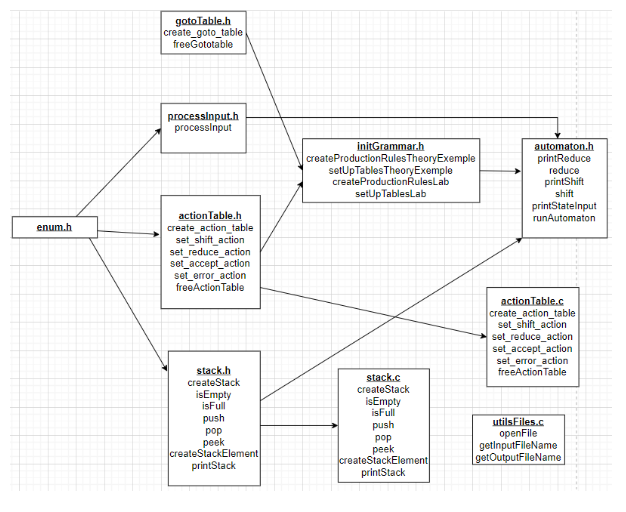 gotoTable.h
create_goto_table
freeGototable
processInput.h
processInput
initGrammar.h
createProductionRulesTheoryExemple
setUpTablesTheoryExemple
createProductionRulesLab
setUpTablesLab
automaton.h
printReduce
reduce
printShift
shift
printStateInput
runAutomaton
enum.h
actionTable.h
create_action_table
set_shift_action
set_reduce_action
set_accept_action
set_error_action
freeActionTable
actionTable.c
create_action_table
set_shift_action
set_reduce_action
set_accept_action
set_error_action
freeActionTable
stack.h
createStack
isEmpty
isFull
push
pop
peek
createStackElement
printStack
stack.c
createStack
isEmpty
isFull
push
pop
peek
createStackElement
printStack
utilsFiles.c
openFile
getInputFileName
getOutputFileName